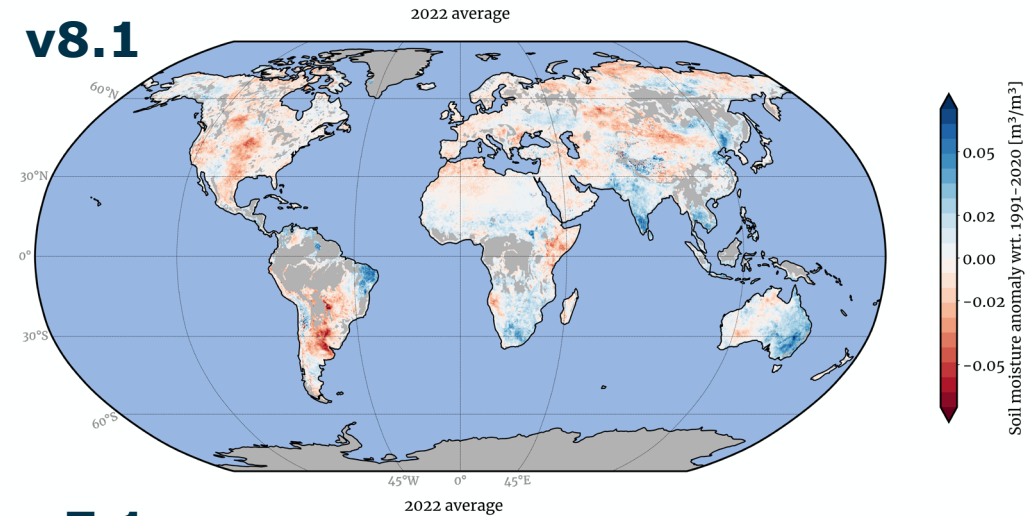 2022 average
v8.1
60°N
30°N
0°
30°S
60°S
45°W 0° 45°E
0.05
0.02
0.00
−0.02
−0.05
Soil moisture anomaly wrt. 1991-2020 [m³/m³]
2022 average